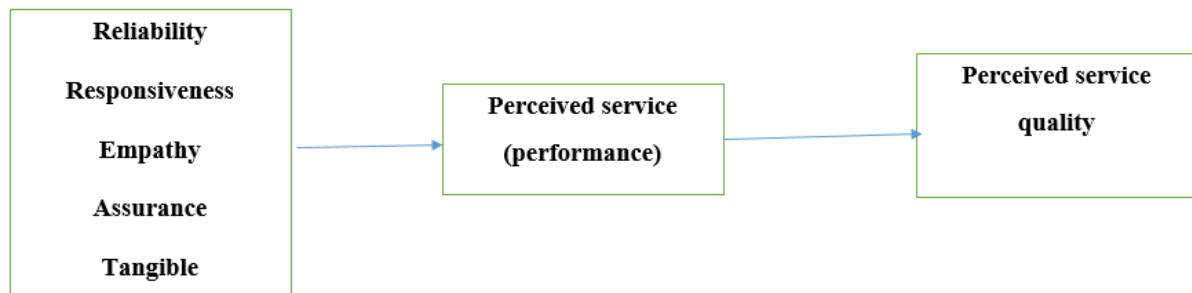 Reliability
Responsiveness
Empathy
Assurance
Tangible
Perceived service
(performance)
Perceived service
quality